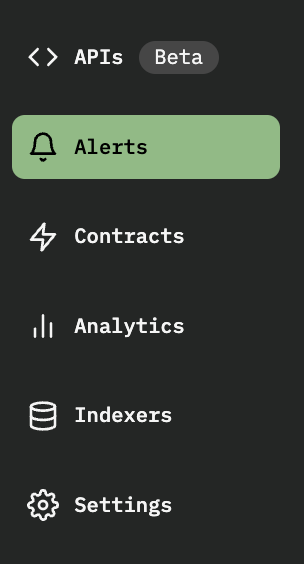 APIs Beta
Alerts
Contracts
Analytics
Indexers
Settings